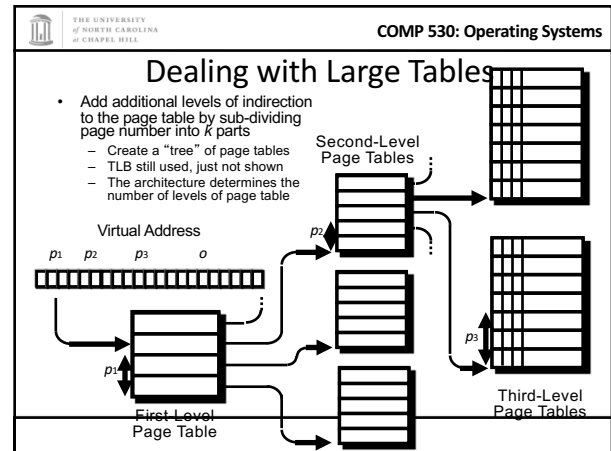 THE UNIVERSITY
of NORTH CAROLINA
at CHAPEL HILL
COMP 530: Operating Systems
Dealing with Large Tables
• Add additional levels of indirection
to the page table by sub-dividing
page number into k parts
– Create a “tree” of page tables
– TLB still used, just not shown
– The architecture determines the
number of levels of page table
Second-Level
Page Tables
Virtual Address
p1 p2 p3 o
p2
p1
p3
First-Level
Page Table
Third-Level
Page Tables